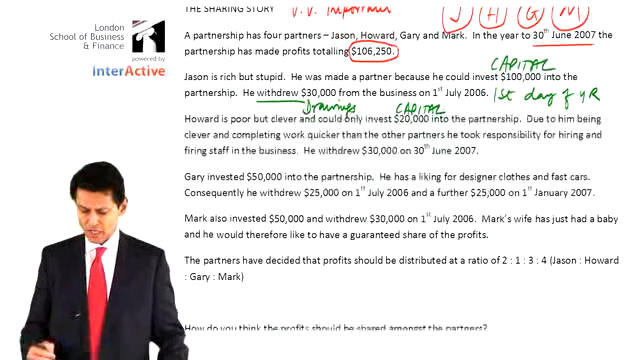 THE SHARING STORY
V.V. Important
J H G M
London
School of Business
& Finance
POWERED BY
InterActive
A partnership has four partners – Jason, Howard, Gary and Mark. In the year to 30th June 2007 the
partnership has made profits totalling $106,250.
CAPITAL
Jason is rich but stupid. He was made a partner because he could invest $100,000 into the
partnership. He withdrew $30,000 from the business on 1st July 2006. 1st day of yR
Drawings CAPITAL
Howard is poor but clever and could only invest $20,000 into the partnership. Due to him being
clever and completing work quicker than the other partners he took responsibility for hiring and
firing staff in the business. He withdrew $30,000 on 30th June 2007.
Gary invested $50,000 into the partnership. He has a liking for designer clothes and fast cars.
Consequently he withdrew $25,000 on 1st July 2006 and a further $25,000 on 1st January 2007.
Mark also invested $50,000 and withdrew $30,000 on 1st July 2006. Mark's wife has just had a baby
and he would therefore like to have a guaranteed share of the profits.
The partners have decided that profits should be distributed at a ratio of 2 : 1 : 3 : 4 (Jason : Howard
: Gary : Mark)
How do you think the profits should be shared amongst the partners?